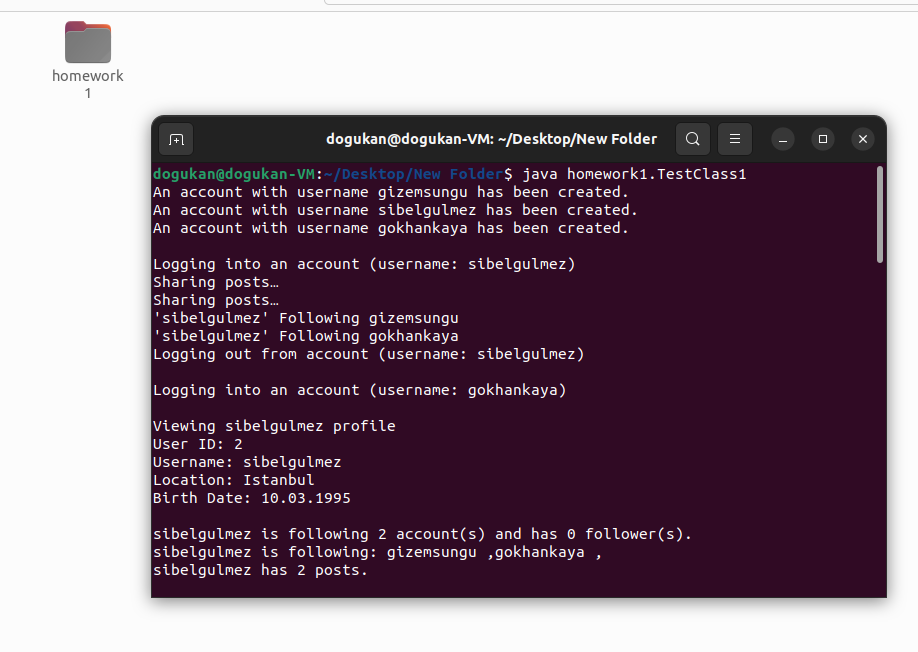 homework
1
dogukan@dogukan-VM: ~/Desktop/New Folder
dogukan@dogukan-VM:~/Desktop/New Folder$ java homework1.TestClass1
An account with username gizemsungu has been created.
An account with username sibelgulmez has been created.
An account with username gokhankaya has been created.
Logging into an account (username: sibelgulmez)
Sharing posts…
Sharing posts…
'sibelgulmez' Following gizemsungu
'sibelgulmez' Following gokhankaya
Logging out from account (username: sibelgulmez)
Logging into an account (username: gokhankaya)
Viewing sibelgulmez profile
User ID: 2
Username: sibelgulmez
Location: Istanbul
Birth Date: 10.03.1995
sibelgulmez is following 2 account(s) and has 0 follower(s).
sibelgulmez is following: gizemsungu ,gokhankaya ,
sibelgulmez has 2 posts.